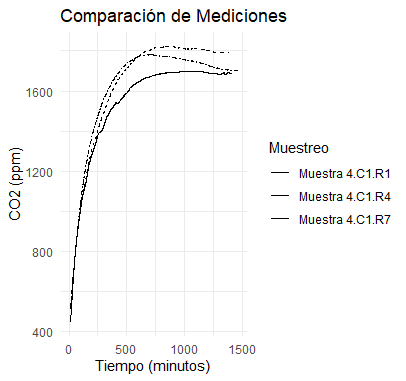 Comparación de Mediciones
CO2 (ppm)
1600
1200
800
400
0
500
1000
1500
Tiempo (minutos)
Muestreo
Muestra 4.C1.R1
Muestra 4.C1.R4
Muestra 4.C1.R7